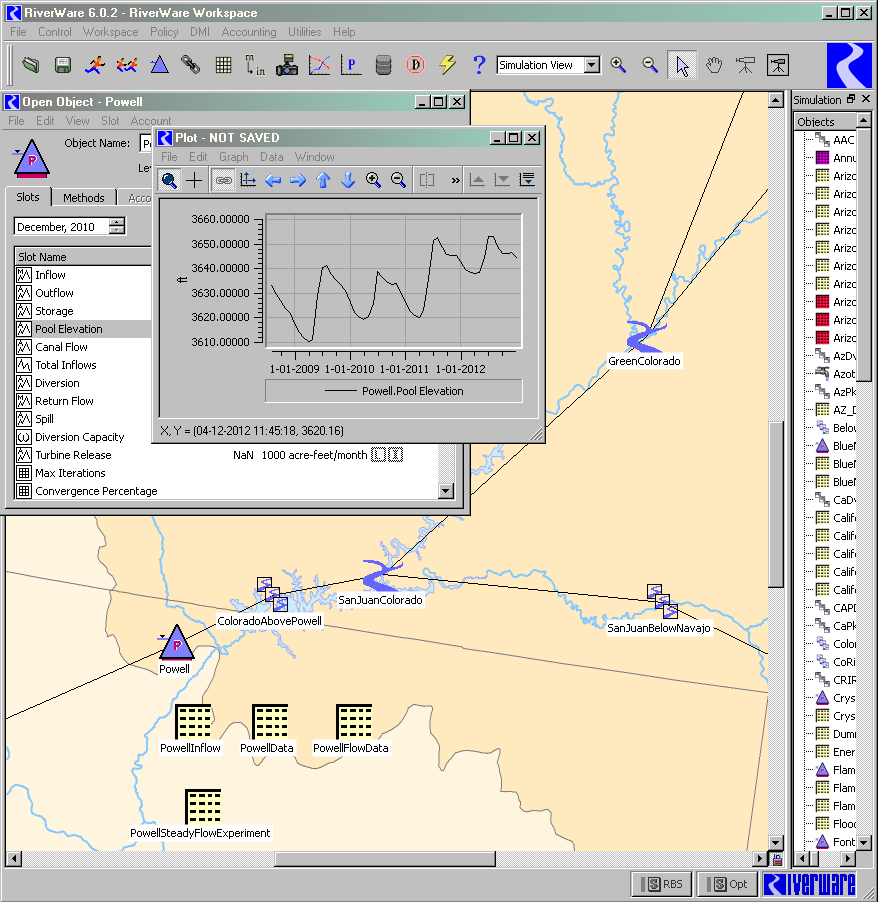 RiverWare 6.0.2 - RiverWare Workspace
File Control Workspace Policy DMI Accounting Utilities Help
Simulation View
Open Object - Powell
File Edit View Slot Account
Object Name:
Slots Methods
December, 2010
Slot Name
Inflow
Outflow
Storage
Pool Elevation
Canal Flow
Total Inflows
Diversion
Return Flow
Spill
Diversion Capacity
Turbine Release NaN 1000 acre-feet/month
Max Iterations
Convergence Percentage
Plot - NOT SAVED
File Edit Graph Data Window
3660.00000
3650.00000
3640.00000
3630.00000
3620.00000
3610.00000
ft
1-01-2009 1-01-2010 1-01-2011 1-01-2012
Powell.Pool Elevation
X, Y = (04-12-2012 11:45:18, 3620.16)
GreenColorado
SanJuanColorado
ColoradoAbovePowell
SanJuanBelowNavajo
P
Powell
PowellInflow PowellData PowellFlowData
PowellSteadyFlowExperiment
Simulation
Objects
AAC
Annu
Arizo
Arizo
Arizo
Arizo
Arizo
Arizo
Arizo
Arizo
Arizo
Arizo
AzDv
Azot
AzPk
AZ_D
Below
BlueM
BlueM
BlueM
CaDv
Califo
Califo
Califo
Califo
Califo
CAPD
CaPk
Color
CoRi
CRIR
Crys
Crys
Dum
Ener
Flam
Flam
Flam
Flood
Font
RBS Opt RIVERWARE